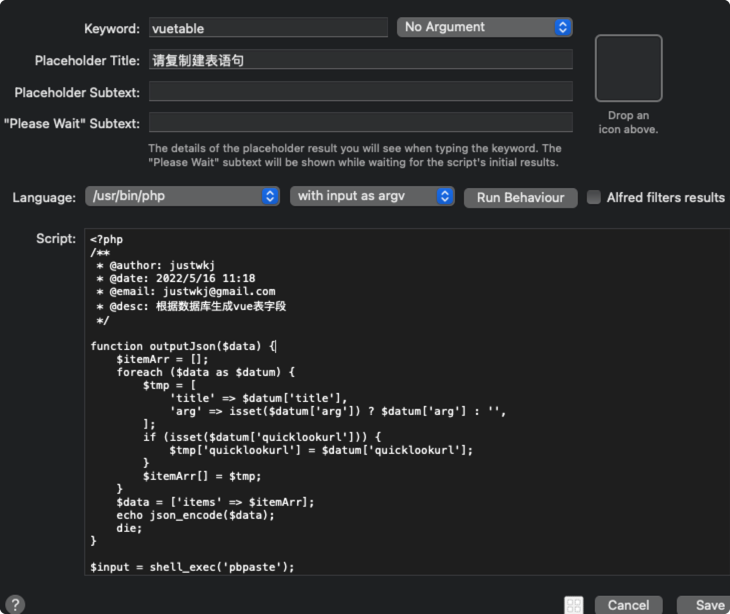 Keyword: vuetable No Argument
Placeholder Title: 请复制建表语句
Placeholder Subtext:
"Please Wait" Subtext:
Drop an
icon above.
The details of the placeholder result you will see when typing the keyword. The
"Please Wait" subtext will be shown while waiting for the script's initial results.
Language: /usr/bin/php with input as argv Run Behaviour Alfred filters results
Script:
<?php
/**
 * @author: justwkj
 * @date: 2022/5/16 11:18
 * @email: justwkj@gmail.com
 * @desc: 根据数据库生成vue表字段
 */
function outputJson($data) {
    $itemArr = [];
    foreach ($data as $datum) {
        $tmp = [
            'title' => $datum['title'],
            'arg' => isset($datum['arg']) ? $datum['arg'] : '',
        ];
        if (isset($datum['quicklookurl'])) {
            $tmp['quicklookurl'] = $datum['quicklookurl'];
        }
        $itemArr[] = $tmp;
    }
    $data = ['items' => $itemArr];
    echo json_encode($data);
    die;
}
$input = shell_exec('pbpaste');
? Cancel Save